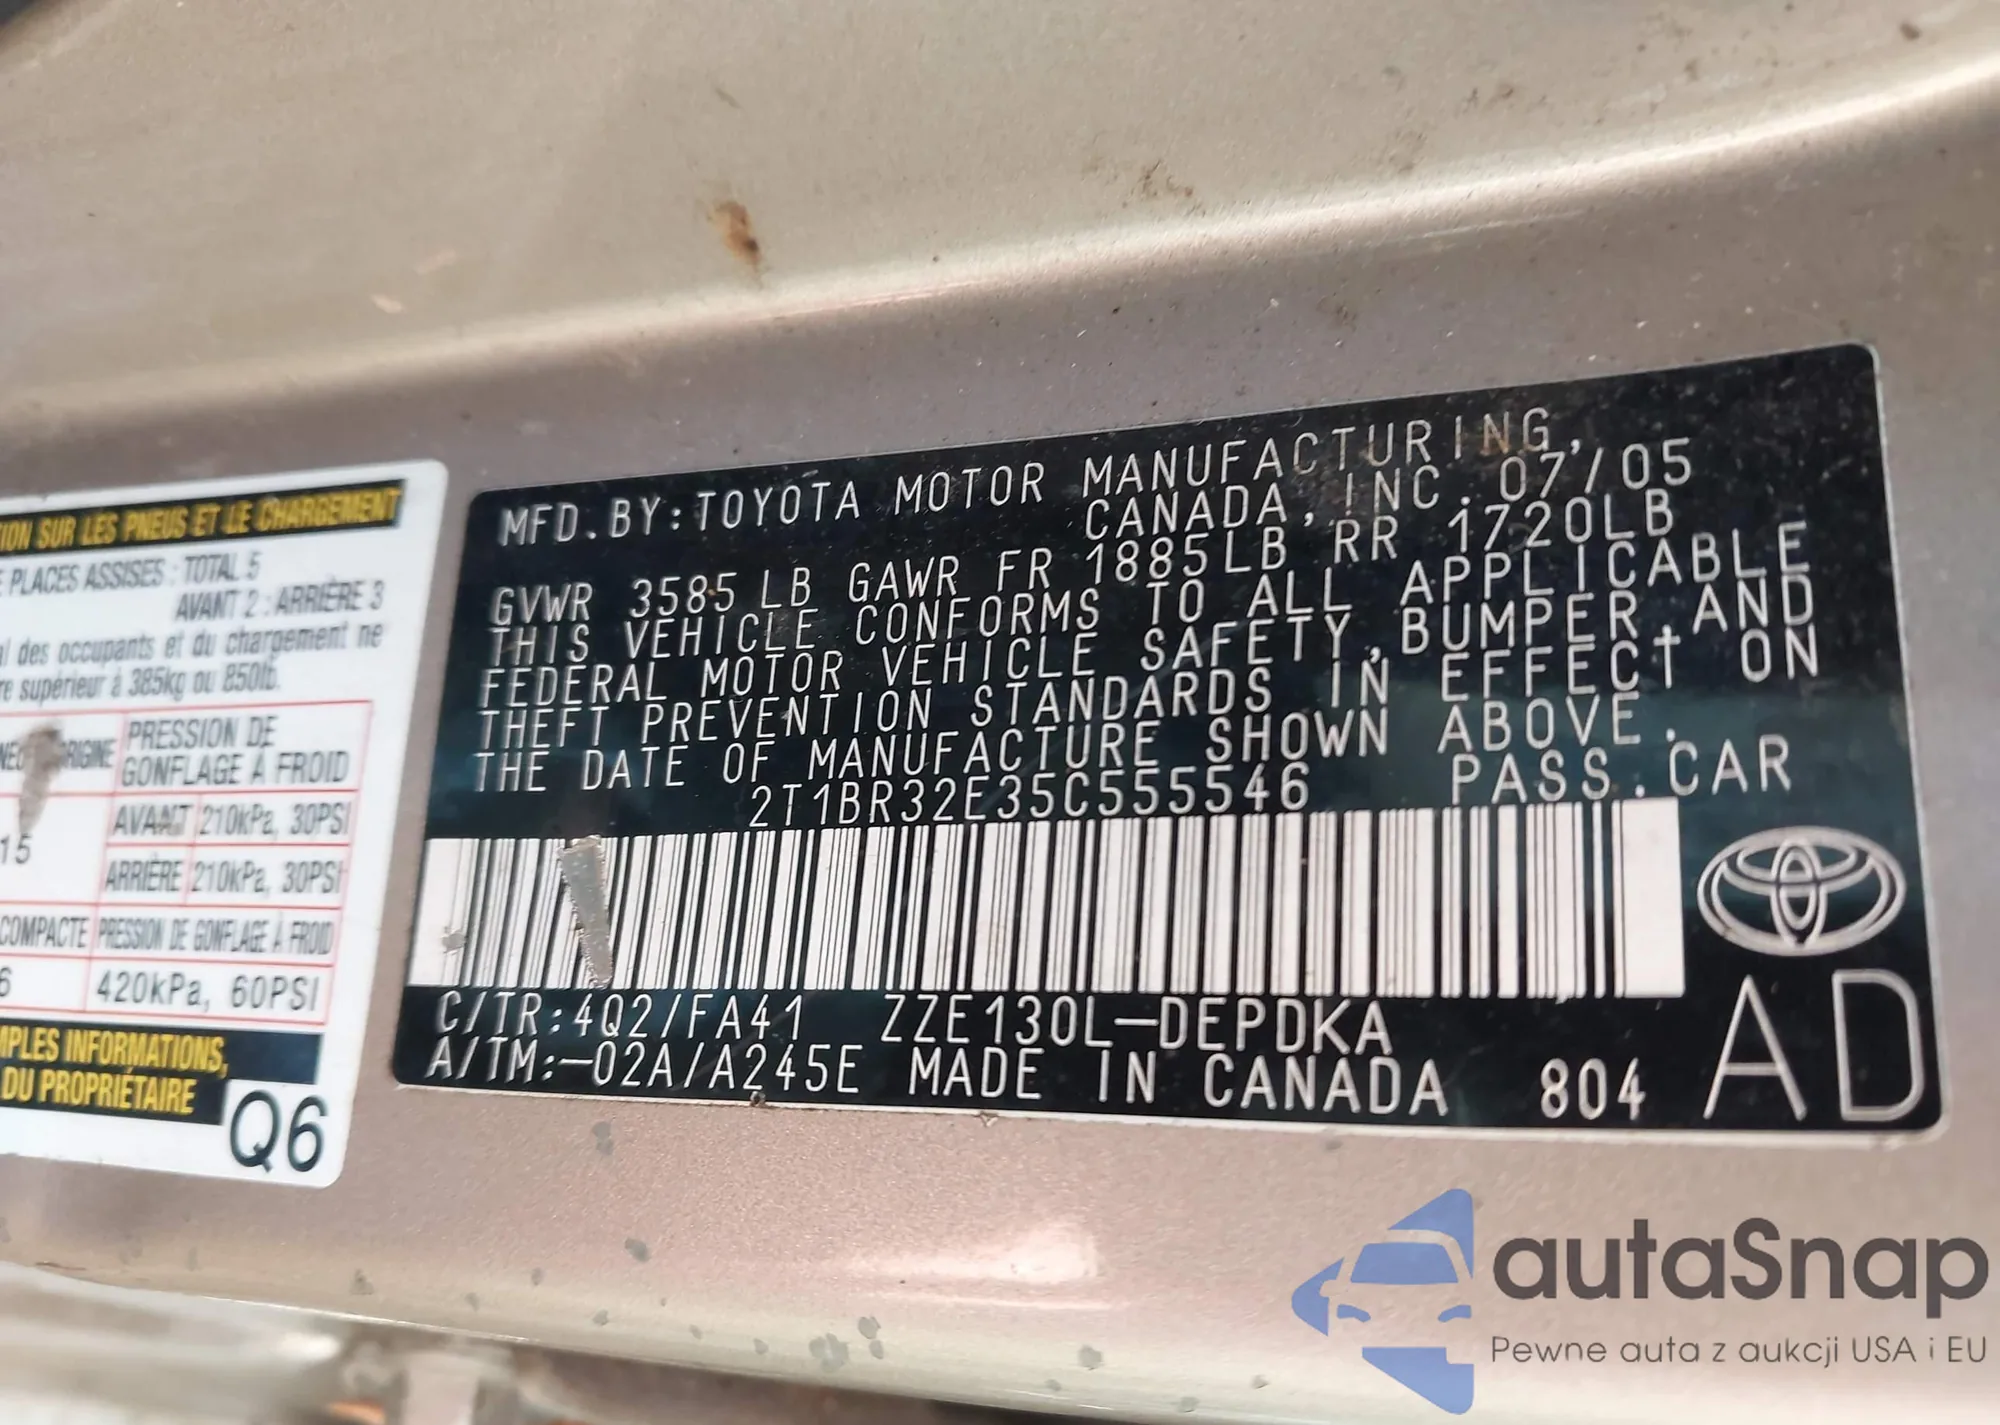 MFD. BY: TOYOTA MOTOR MANUFACTURING,
CANADA, INC. 07/05
GVWR 3585 LB GAWR FR 1885LB RR 1720LB
THIS VEHICLE CONFORMS TO ALL APPLICABLE
FEDERAL MOTOR VEHICLE SAFETY, BUMPER, AND
THEFT PREVENTION STANDARDS IN EFFECT ON
THE DATE OF MANUFACTURE SHOWN ABOVE.
2T1BR32E35C555546 PASS. CAR
C/TR: 4Q2/FA41 ZZE130L-DEPDKA
A/TM:-02A/A245E MADE IN CANADA 804
AD
SUR LES PNEUS ET LE CHARGEMENT
PLACES ASSISES : TOTAL 5
AVANT 2 : ARRIÈRE 3
des occupants et du chargement ne
supérieur à 385kg ou 850lb.
PRESSION DE
GONFLAGE À FROID
AVANT 210kPa, 30PSI
15
ARRIÈRE 210kPa, 30PSI
COMPACTE PRESSION DE GONFLAGE À FROID
6 420kPa, 60PSI
INFORMATIONS,
DU PROPRIÉTAIRE
Q6
autaSnap
Pewne auta z aukcji USA i EU